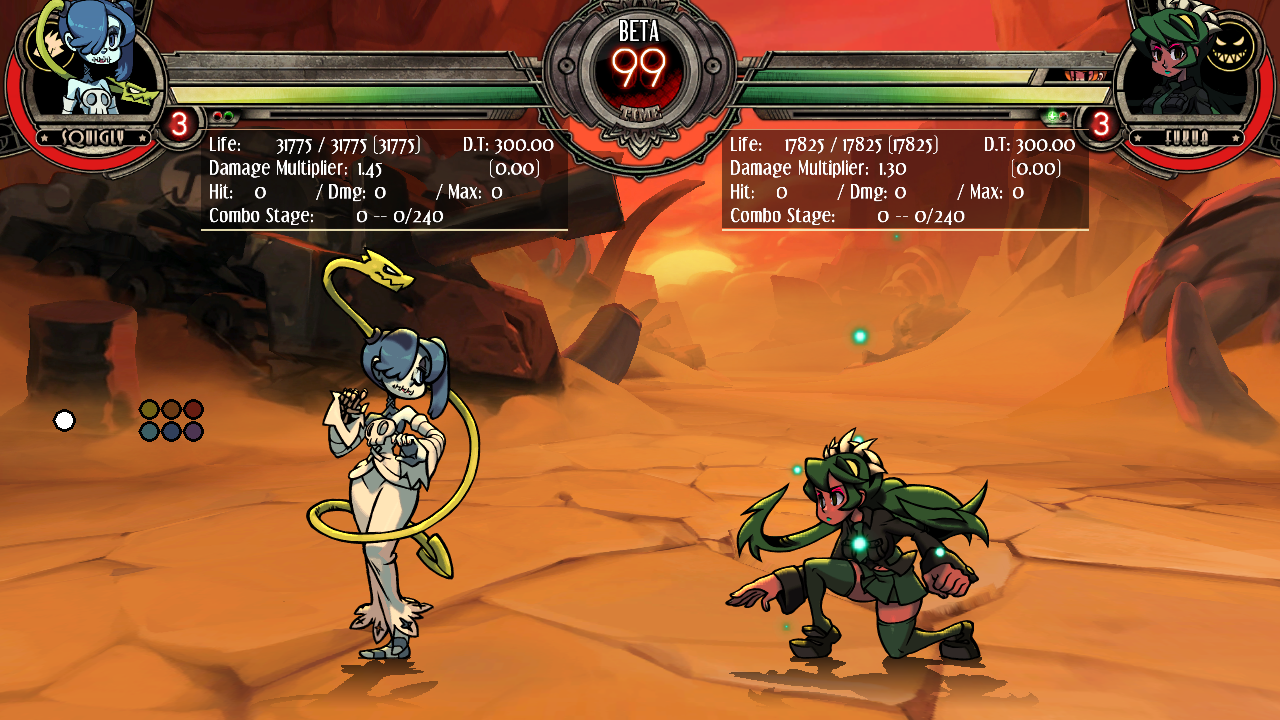 BETA
99
TIME
SQUIGLY
3
3
FUKUA
Life: 31775 / 31775 (31775) D.T: 300.00
Damage Multiplier: 1.45 (0.00)
Hit: 0 / Dmg: 0 / Max: 0
Combo Stage: 0 -- 0/240
Life: 17825 / 17825 (17825) D.T: 300.00
Damage Multiplier: 1.30 (0.00)
Hit: 0 / Dmg: 0 / Max: 0
Combo Stage: 0 -- 0/240